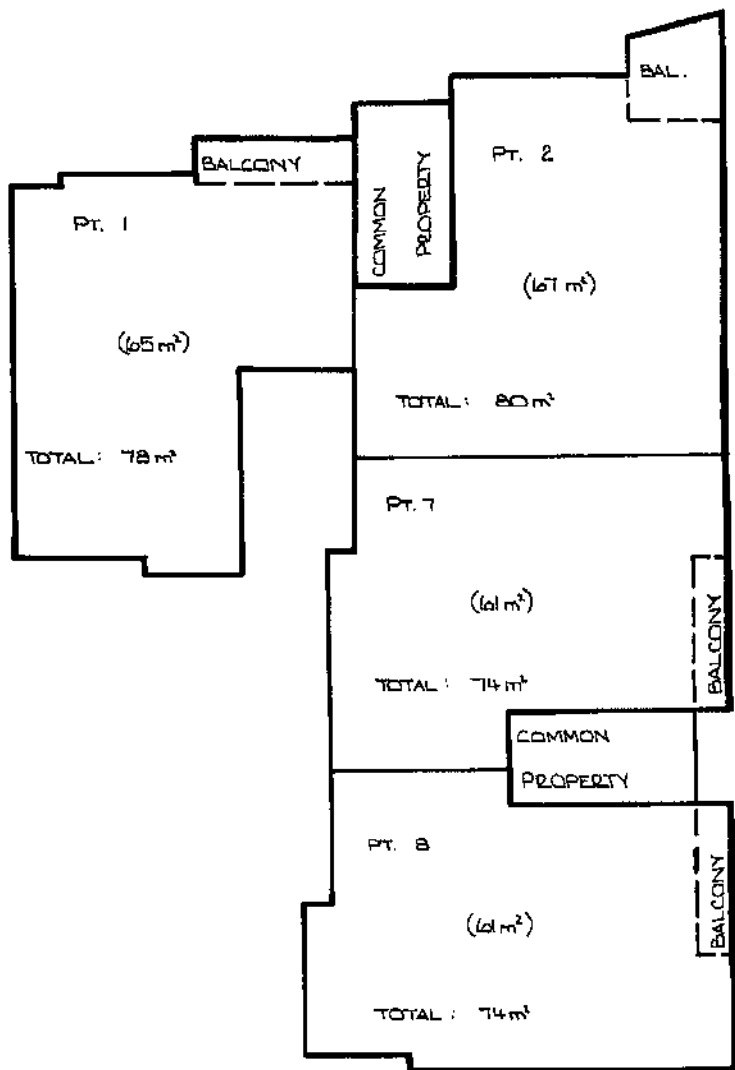 BAL.
PT. 2
BALCONY
COMMON
PROPERTY
PT. 1
(67 m²)
(65 m²)
TOTAL: 80 m²
TOTAL: 78 m²
PT. 7
(61 m²)
BALCONY
TOTAL: 74 m²
COMMON
PROPERTY
PT. 8
BALCONY
(61 m²)
TOTAL: 74 m²